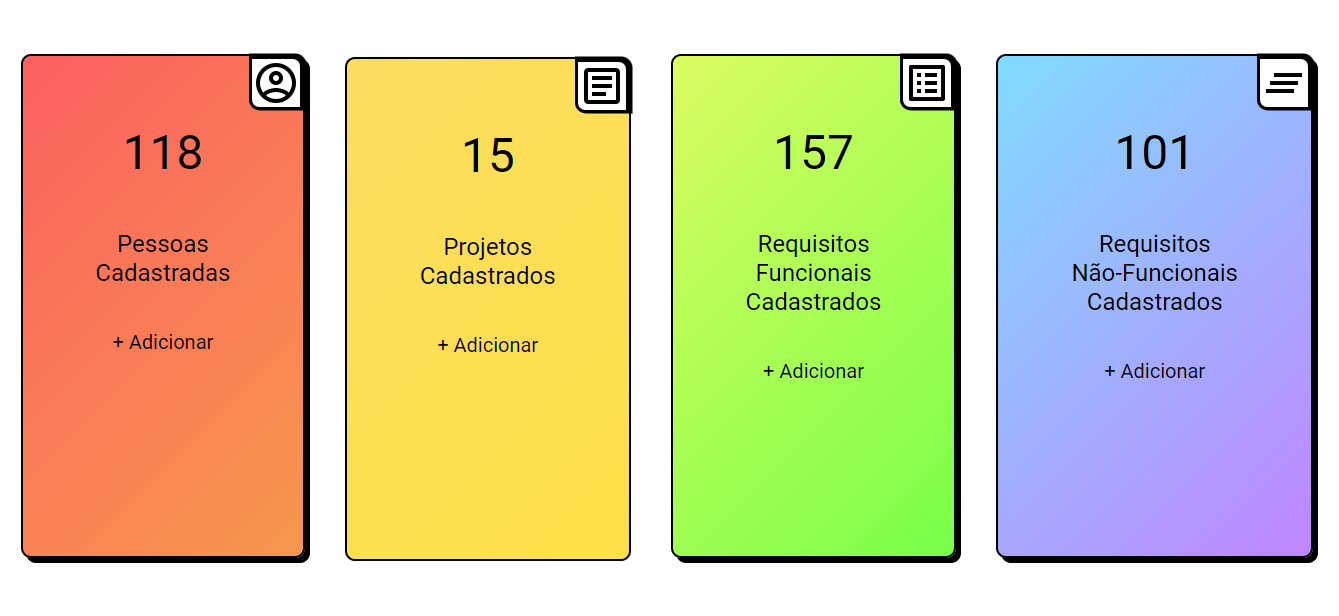 118
Pessoas
Cadastradas
+ Adicionar
15
Projetos
Cadastrados
+ Adicionar
157
Requisitos
Funcionais
Cadastrados
+ Adicionar
101
Requisitos
Não-Funcionais
Cadastrados
+ Adicionar